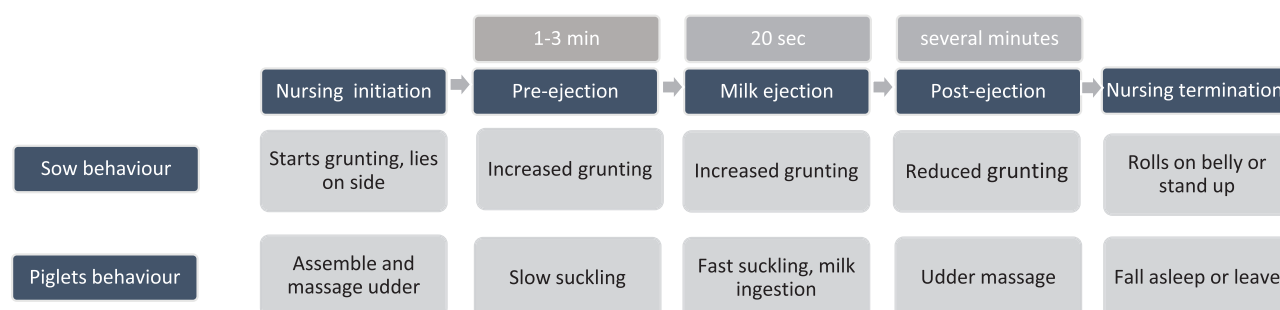 1-3 min
20 sec
several minutes
Nursing initiation
Pre-ejection
Milk ejection
Post-ejection
Nursing termination
Sow behaviour
Starts grunting, lies
on side
Increased grunting
Increased grunting
Reduced grunting
Rolls on belly or
stand up
Piglets behaviour
Assemble and
massage udder
Slow suckling
Fast suckling, milk
ingestion
Udder massage
Fall asleep or leave